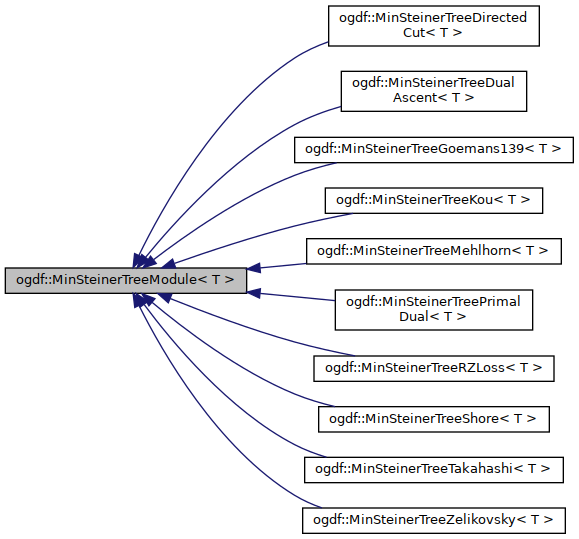 ogdf::MinSteinerTreeDirected
Cut< T >
ogdf::MinSteinerTreeDual
Ascent< T >
ogdf::MinSteinerTreeGoemans139< T >
ogdf::MinSteinerTreeKou< T >
ogdf::MinSteinerTreeMehlhorn< T >
ogdf::MinSteinerTreeModule< T >
ogdf::MinSteinerTreePrimal
Dual< T >
ogdf::MinSteinerTreeRZLoss< T >
ogdf::MinSteinerTreeShore< T >
ogdf::MinSteinerTreeTakahashi< T >
ogdf::MinSteinerTreeZelikovsky< T >